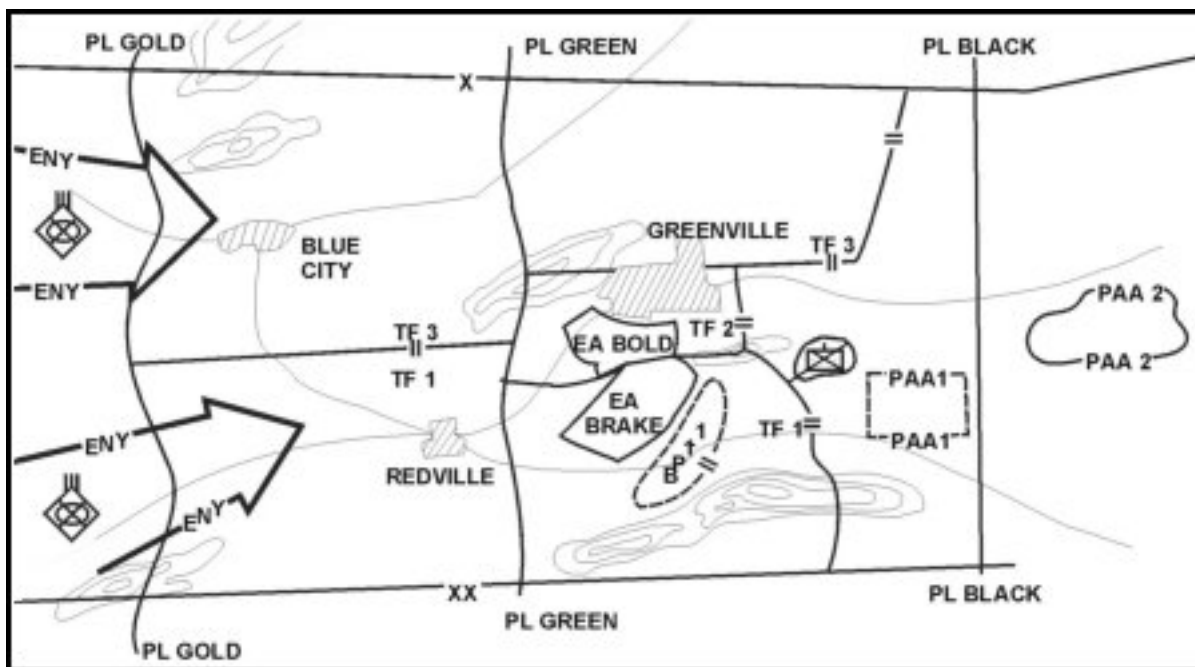 PL GOLD
PL GREEN
PL BLACK
X
ENY
GREENVILLE
BLUE
CITY
TF 3
ENY
PAA 2
TF 3
TF 2
EA BOLD
TF 1
PAA 2
PAA1
EA
BRAKE
PAA1
ENY
TF 1
BP 1
REDVILLE
ENY
XX
PL BLACK
PL GREEN
PL GOLD